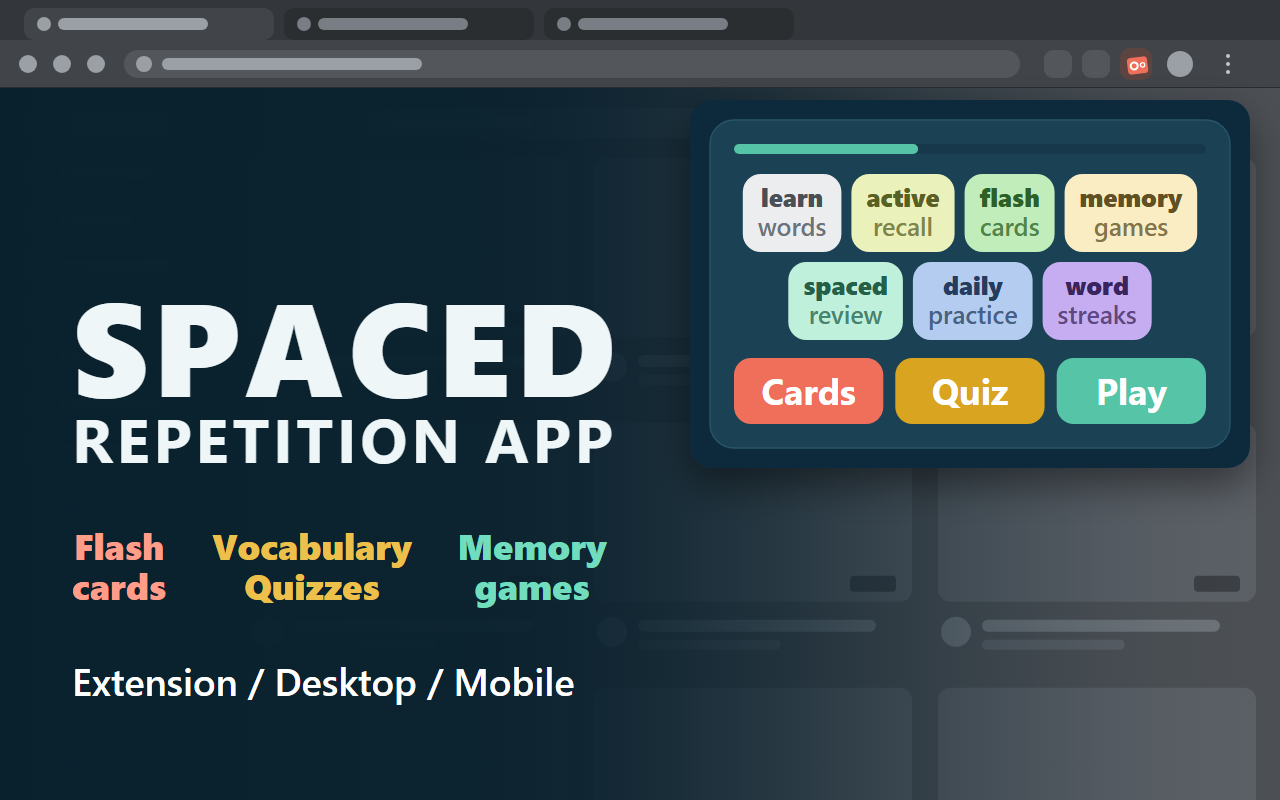 learn
words
active
recall
flash
cards
memory
games
spaced
review
daily
practice
word
streaks
Cards
Quiz
Play
SPACED
REPETITION APP
Flash
cards
Vocabulary
Quizzes
Memory
games
Extension / Desktop / Mobile